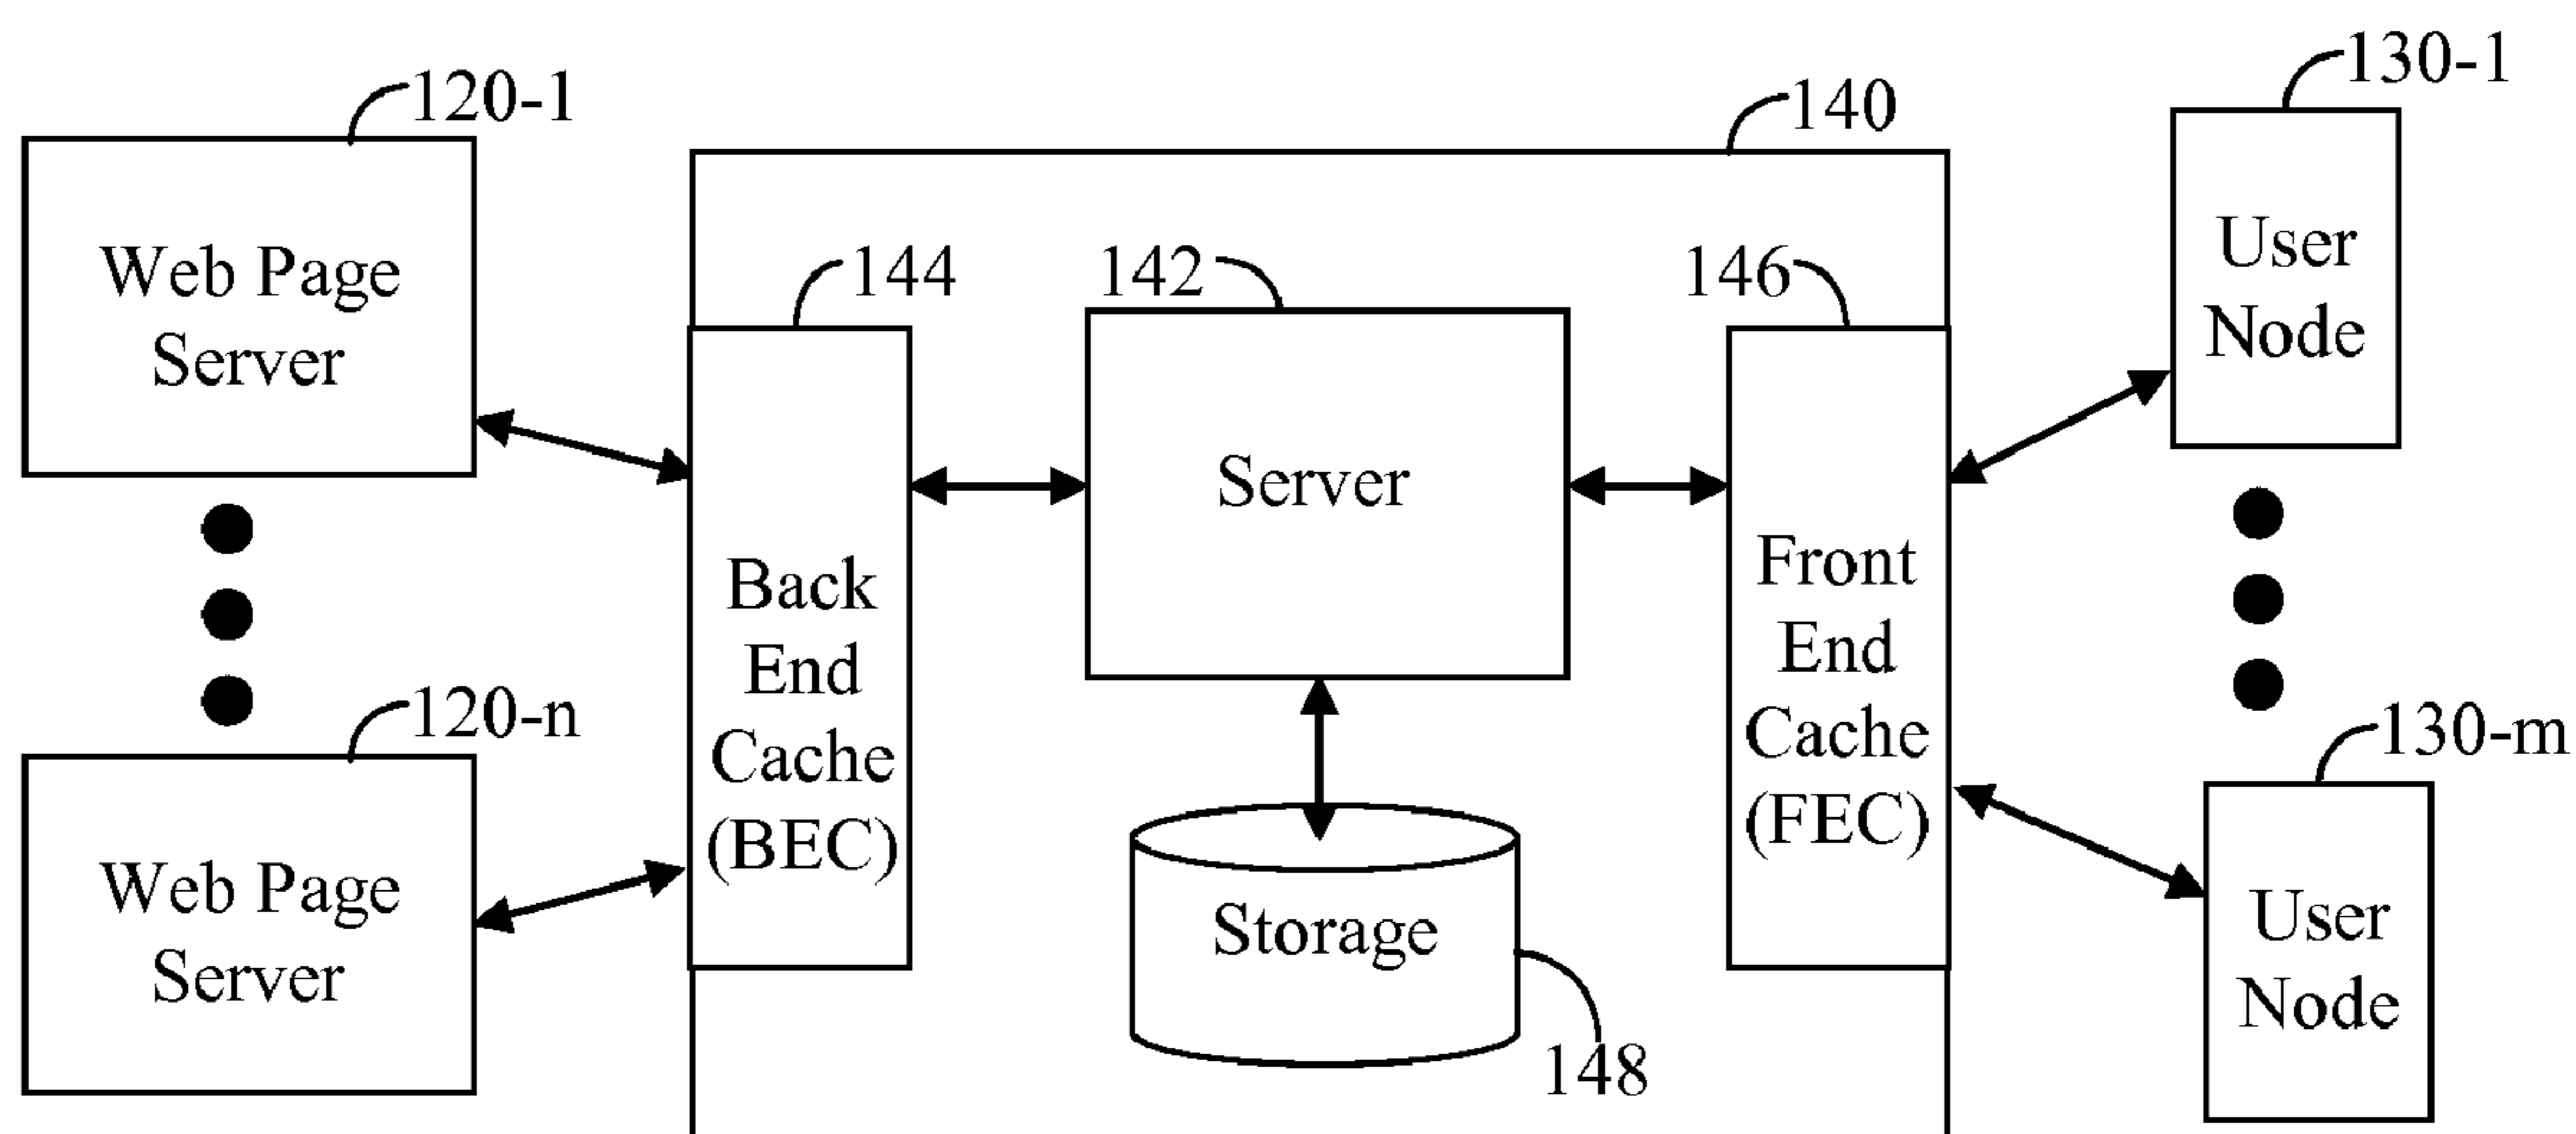 120-1
Web Page
Server
120-n
Web Page
Server
140
144
Back
End
Cache
(BEC)
142
Server
Storage
148
146
Front
End
Cache
(FEC)
130-1
User
Node
130-m
User
Node